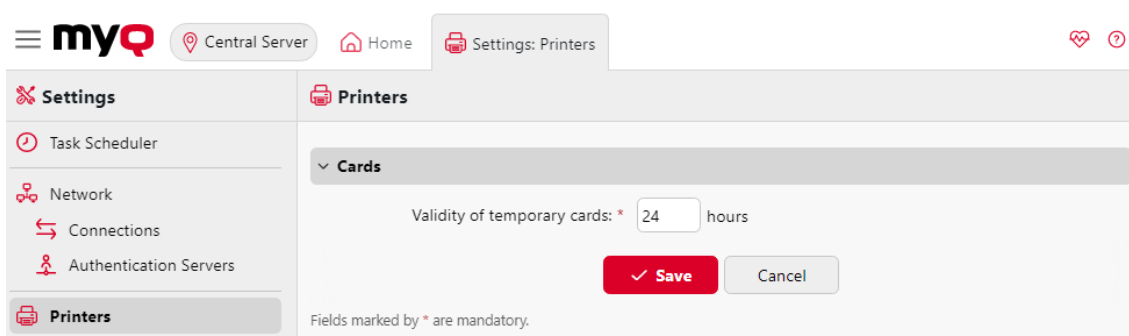 myQ Central Server Home Settings: Printers
Settings
Printers
Task Scheduler
Cards
Network
Validity of temporary cards: * 24 hours
Connections
Authentication Servers
Save Cancel
Printers
Fields marked by * are mandatory.